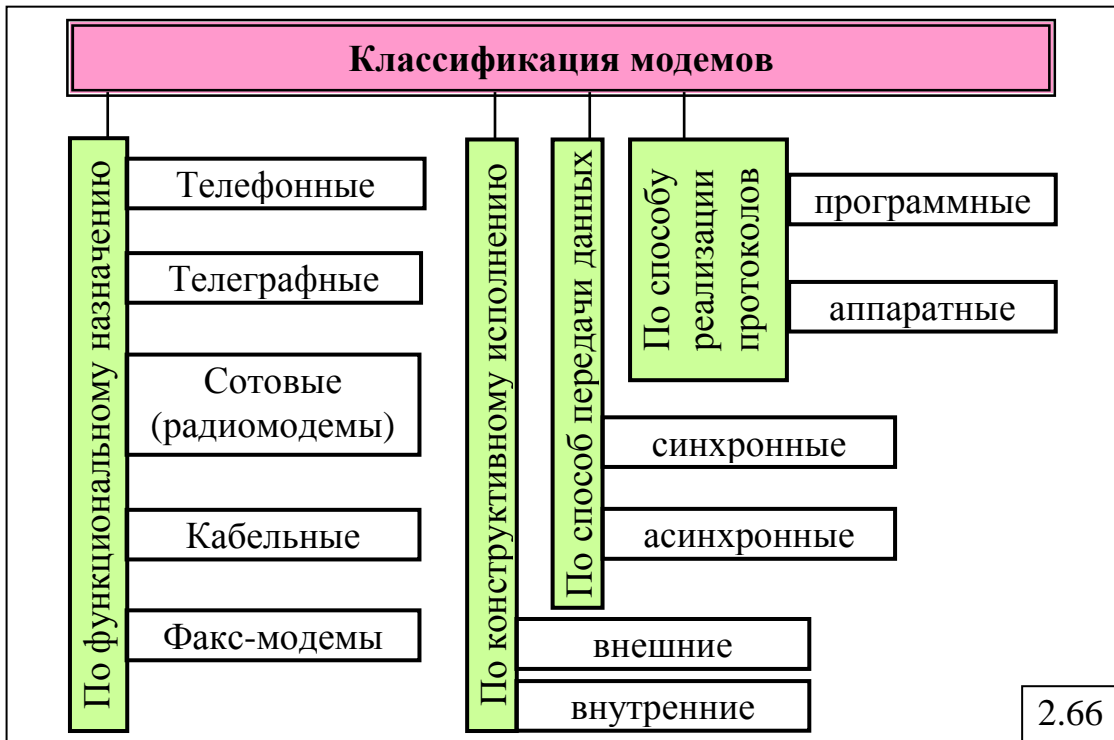 Классификация модемов
По функциональному назначению
Телефонные
Телеграфные
Сотовые
(радиомодемы)
Кабельные
Факс-модемы
По конструктивному исполнению
внешние
внутренние
По способ передачи данных
синхронные
асинхронные
По способу
реализации
протоколов
программные
аппаратные
2.66